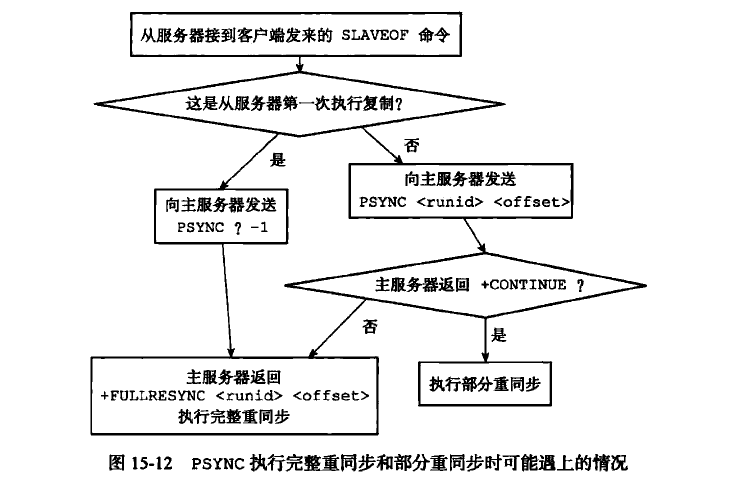 从服务器接到客户端发来的 SLAVEOF 命令
这是从服务器第一次执行复制?
是
否
向主服务器发送
PSYNC ? -1
向主服务器发送
PSYNC <runid> <offset>
主服务器返回 +CONTINUE ?
否
是
主服务器返回
+FULLRESYNC <runid> <offset>
执行完整重同步
执行部分重同步
图 15-12 PSYNC 执行完整重同步和部分重同步时可能遇上的情况